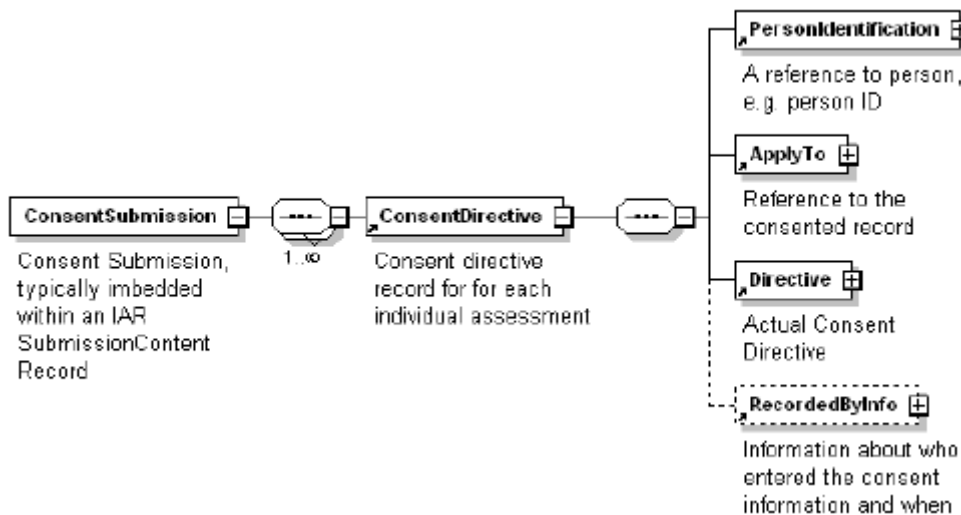 PersonIdentification
A reference to person,
e.g. person ID
ApplyTo
Reference to the
consented record
ConsentSubmission
1..∞
ConsentDirective
Consent Submission,
typically imbedded
within an IAR
SubmissionContent
Record
Consent directive
record for for each
individual assessment
Directive
Actual Consent
Directive
RecordedByInfo
Information about who
entered the consent
information and when